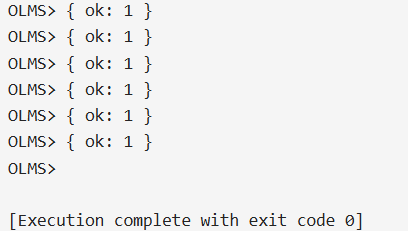 OLMS> { ok: 1 }
OLMS> { ok: 1 }
OLMS> { ok: 1 }
OLMS> { ok: 1 }
OLMS> { ok: 1 }
OLMS> { ok: 1 }
OLMS>
[Execution complete with exit code 0]